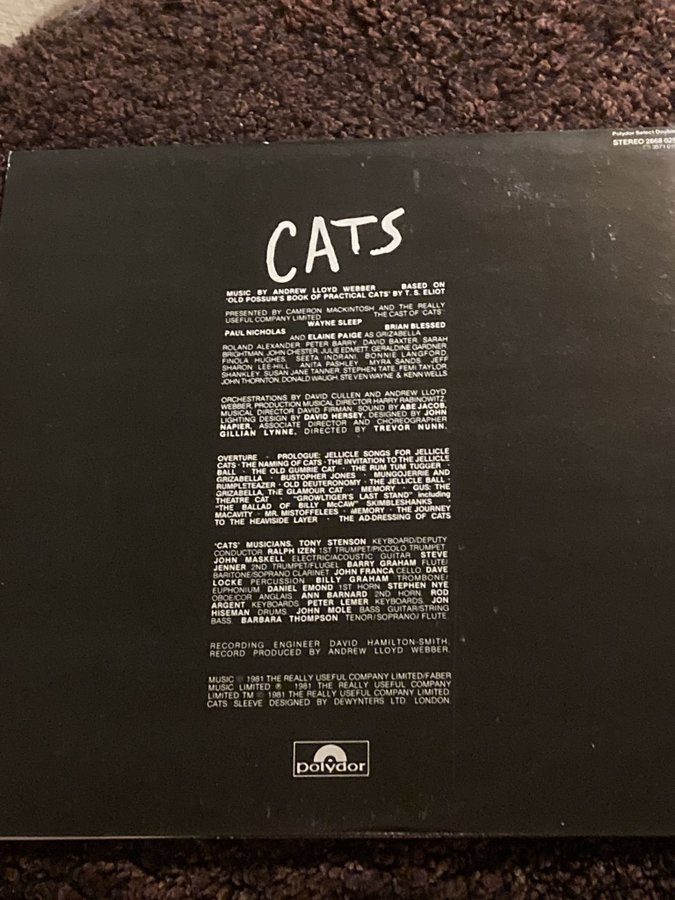 Polydor Select Double
STEREO 2668 02
CATS
MUSIC BY ANDREW LLOYD WEBBER BASED ON
'OLD POSSUM'S BOOK OF PRACTICAL CATS' BY T. S. ELIOT
PRESENTED BY CAMERON MACKINTOSH AND THE REALLY
USEFUL COMPANY LIMITED THE CAST OF 'CATS'
WAYNE SLEEP
PAUL NICHOLAS BRIAN BLESSED
AND ELAINE PAIGE AS GRIZABELLA
ROLAND ALEXANDER, PETER BARRY, DAVID BAXTER, SARAH
BRIGHTMAN, JOHN CHESTER, JULIE EDMETT, GERALDINE GARDNER
FINOLA HUGHES, SEETA INDRANI, BONNIE LANGFORD,
SHARON LEE-HILL, ANITA PASHLEY, MYRA SANDS, JEFF
SHANKLEY, SUSAN JANE TANNER, STEPHEN TATE, FEMI TAYLOR
JOHN THORNTON, DONALD WAUGH, STEVEN WAYNE & KENN WELLS
ORCHESTRATIONS BY DAVID CULLEN AND ANDREW LLOYD
WEBBER, PRODUCTION MUSICAL DIRECTOR HARRY RABINOWITZ,
MUSICAL DIRECTOR DAVID FIRMAN, SOUND BY ABE JACOB,
LIGHTING DESIGN BY DAVID HERSEY, DESIGNED BY JOHN
NAPIER, ASSOCIATE DIRECTOR AND CHOREOGRAPHER
GILLIAN LYNNE, DIRECTED BY TREVOR NUNN.
OVERTURE · PROLOGUE: JELLICLE SONGS FOR JELLICLE
CATS · THE NAMING OF CATS · THE INVITATION TO THE JELLICLE
BALL · THE OLD GUMBIE CAT · THE RUM TUM TUGGER ·
GRIZABELLA · BUSTOPHER JONES · MUNGOJERRIE AND
RUMPLETEAZER · OLD DEUTERONOMY · THE JELLICLE BALL ·
GRIZABELLA, THE GLAMOUR CAT · MEMORY · GUS: THE
THEATRE CAT · "GROWLTIGER'S LAST STAND" including
"THE BALLAD OF BILLY McCAW" SKIMBLESHANKS ·
MACAVITY · MR. MISTOFFELEES · MEMORY · THE JOURNEY
TO THE HEAVISIDE LAYER · THE AD-DRESSING OF CATS
'CATS' MUSICIANS. TONY STENSON KEYBOARD/DEPUTY
CONDUCTOR RALPH IZEN 1ST TRUMPET/PICCOLO TRUMPET
JOHN MASKELL ELECTRIC/ACOUSTIC GUITAR STEVE
JENNER 2ND TRUMPET/FLUGEL BARRY GRAHAM FLUTE/
BARITONE/SOPRANO CLARINET JOHN FRANCA CELLO DAVE
LOCKE PERCUSSION BILLY GRAHAM TROMBONE/
EUPHONIUM DANIEL EMOND 1ST HORN STEPHEN NYE
OBOE/COR ANGLAIS ANN BARNARD 2ND HORN ROD
ARGENT KEYBOARDS PETER LEMER KEYBOARDS JON
HISEMAN DRUMS JOHN MOLE BASS GUITAR/STRING
BASS BARBARA THOMPSON TENOR/SOPRANO/FLUTE.
RECORDING ENGINEER DAVID HAMILTON-SMITH.
RECORD PRODUCED BY ANDREW LLOYD WEBBER.
MUSIC © 1981 THE REALLY USEFUL COMPANY LIMITED/FABER
MUSIC LIMITED ℗ 1981 THE REALLY USEFUL COMPANY
LIMITED TM © 1981 THE REALLY USEFUL COMPANY LIMITED
CATS SLEEVE DESIGNED BY DEWYNTERS LTD. LONDON.
polydor